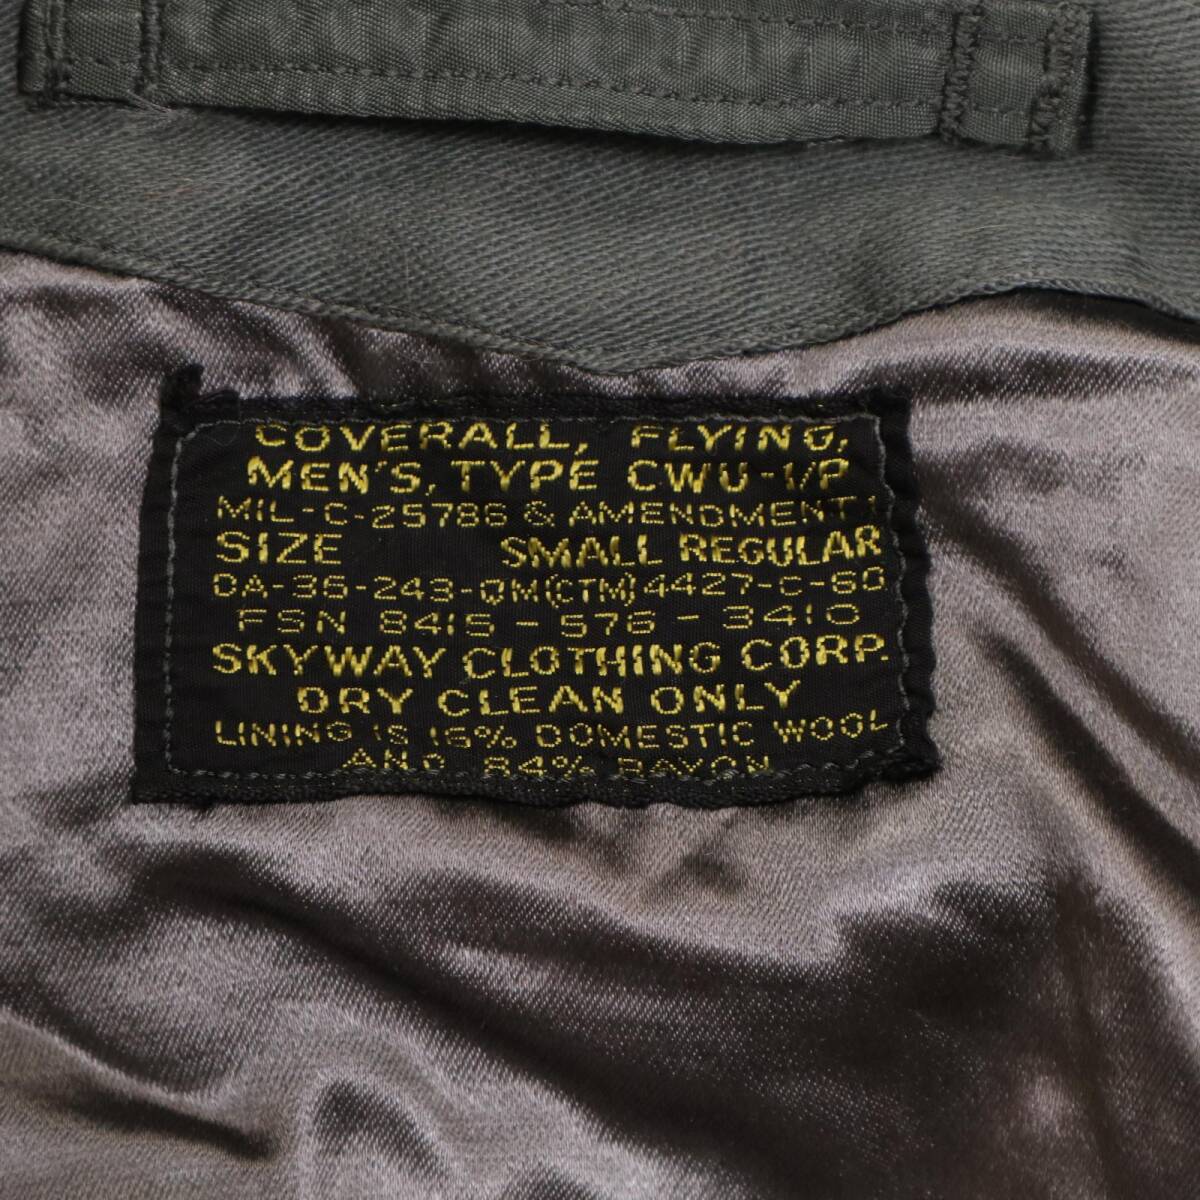 COVERALL, FLYING,
MEN'S, TYPE CWU-1/P
MIL-C-25786 & AMENDMENT 1
SIZE SMALL REGULAR
DA-36-243-QM(CTM)4427-C-60
FSN 8415-576-3410
SKYWAY CLOTHING CORP.
DRY CLEAN ONLY
LINING IS 16% DOMESTIC WOOL
AND 84% RAYON